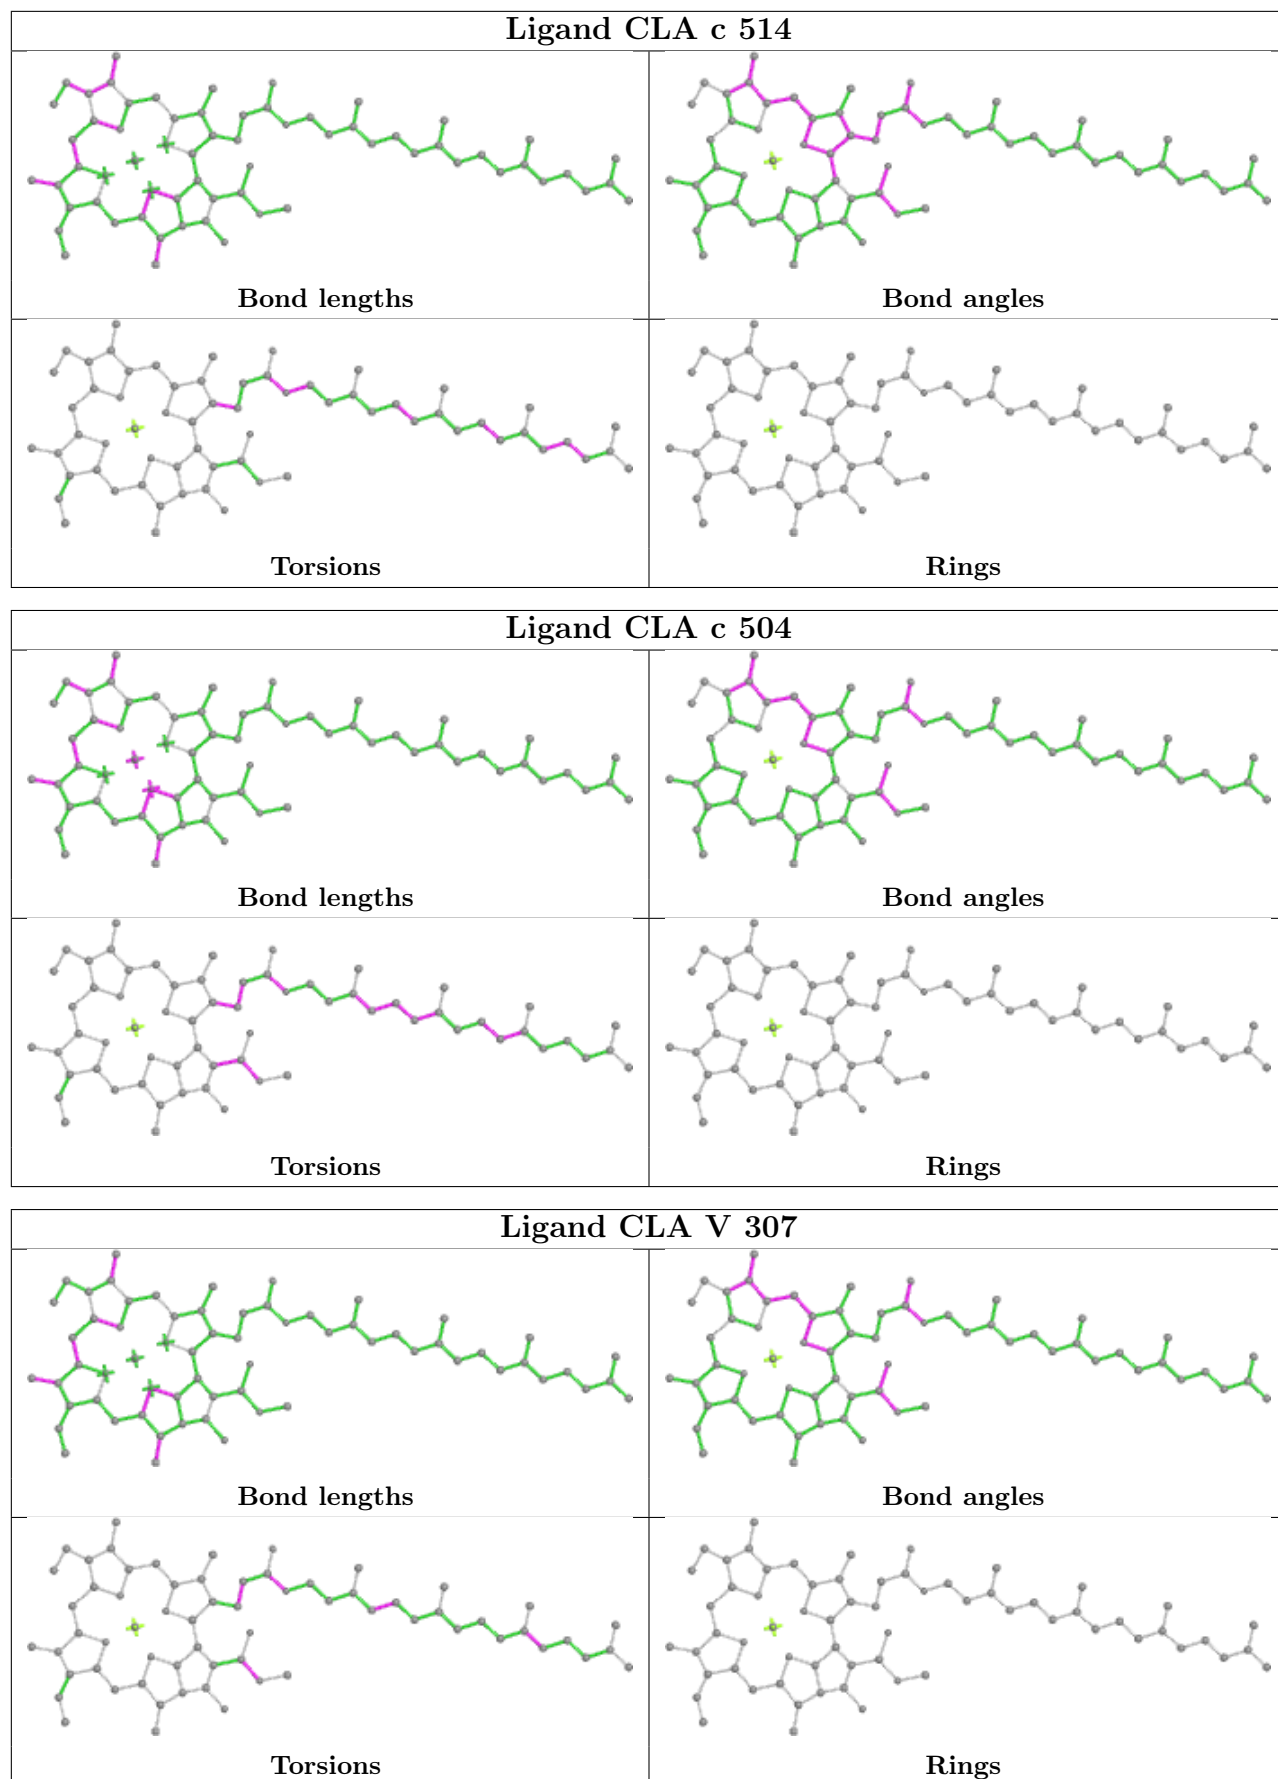 Ligand CLA c 514
Bond lengths
Bond angles
Torsions
Rings
Ligand CLA c 504
Bond lengths
Bond angles
Torsions
Rings
Ligand CLA V 307
Bond lengths
Bond angles
Torsions
Rings